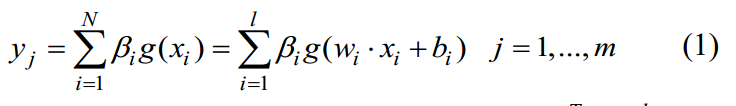 y_j = \sum_{i=1}^{N} \beta_i g(x_i) = \sum_{i=1}^{l} \beta_i g(w_i \cdot x_i + b_i) \quad j = 1, ..., m \quad (1)